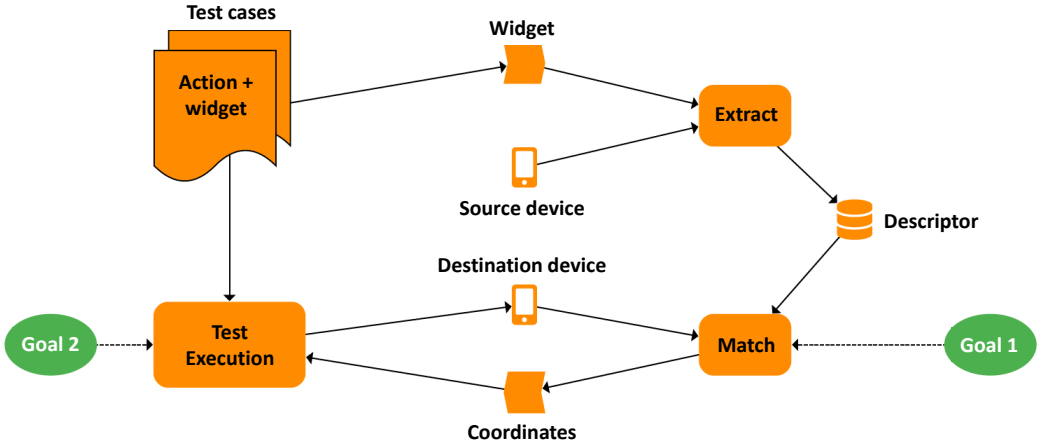 Test cases
Widget
Action +
widget
Extract
Source device
Descriptor
Destination device
Goal 2
Test
Execution
Match
Goal 1
Coordinates